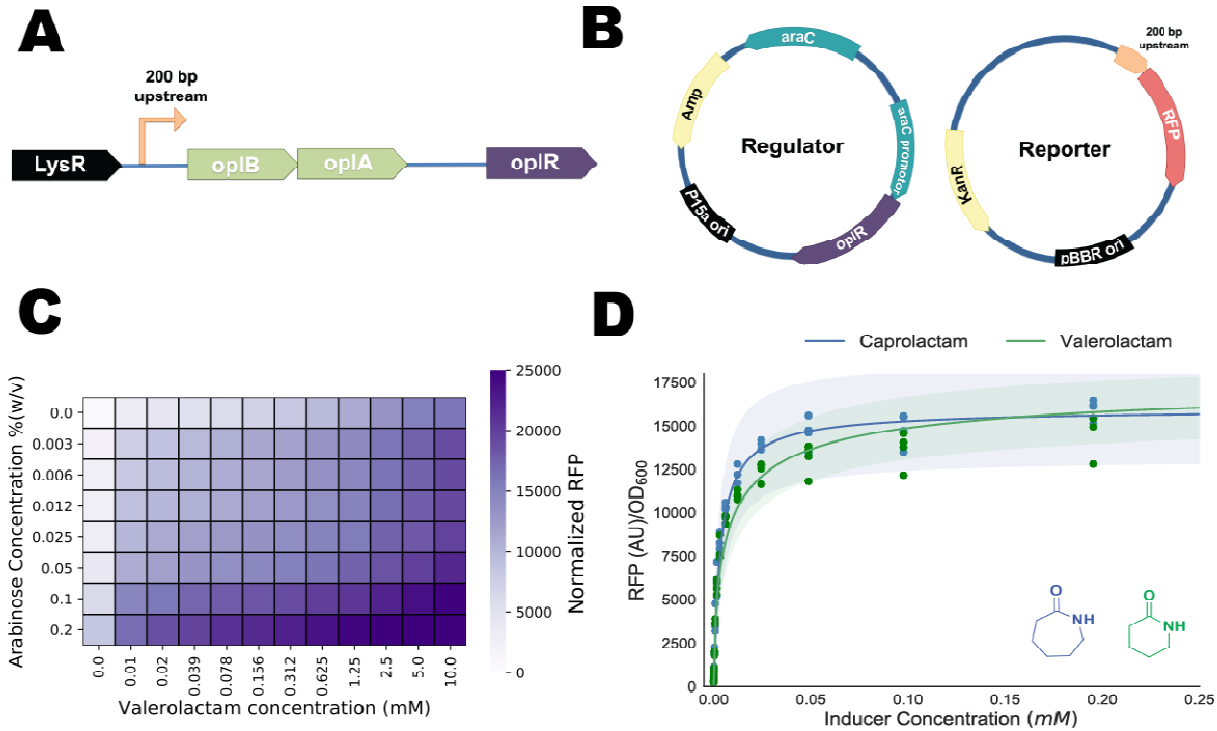 A
200 bp
upstream
LysR
oplB
oplA
oplR
B
araC
Amp
araC promotor
Regulator
P15a ori
oplR
200 bp
upstream
RFP
Reporter
KanR
pBBR ori
C
Arabinose Concentration %(w/v)
0.0
0.003
0.006
0.012
0.025
0.05
0.1
0.2
0.0
0.01
0.02
0.039
0.078
0.156
0.312
0.625
1.25
2.5
5.0
10.0
Valerolactam concentration (mM)
25000
20000
15000
10000
5000
0
Normalized RFP
D
Caprolactam
Valerolactam
RFP (AU)/OD600
17500
15000
12500
10000
7500
5000
2500
0
0.00
0.05
0.10
0.15
0.20
0.25
Inducer Concentration (mM)
O
NH
O
NH